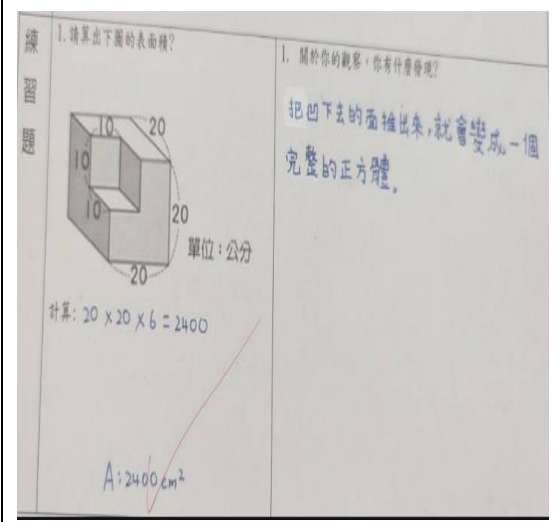 練
習
題
1. 請算出下圖的表面積?
10
20
10
10
20
單位:公分
20
計算: 20 × 20 × 6 = 2400
A: 2400 cm²
1. 關於你的觀察,你有什麼發現?
把凹下去的面推出來,就會變成一個
完整的正方體。